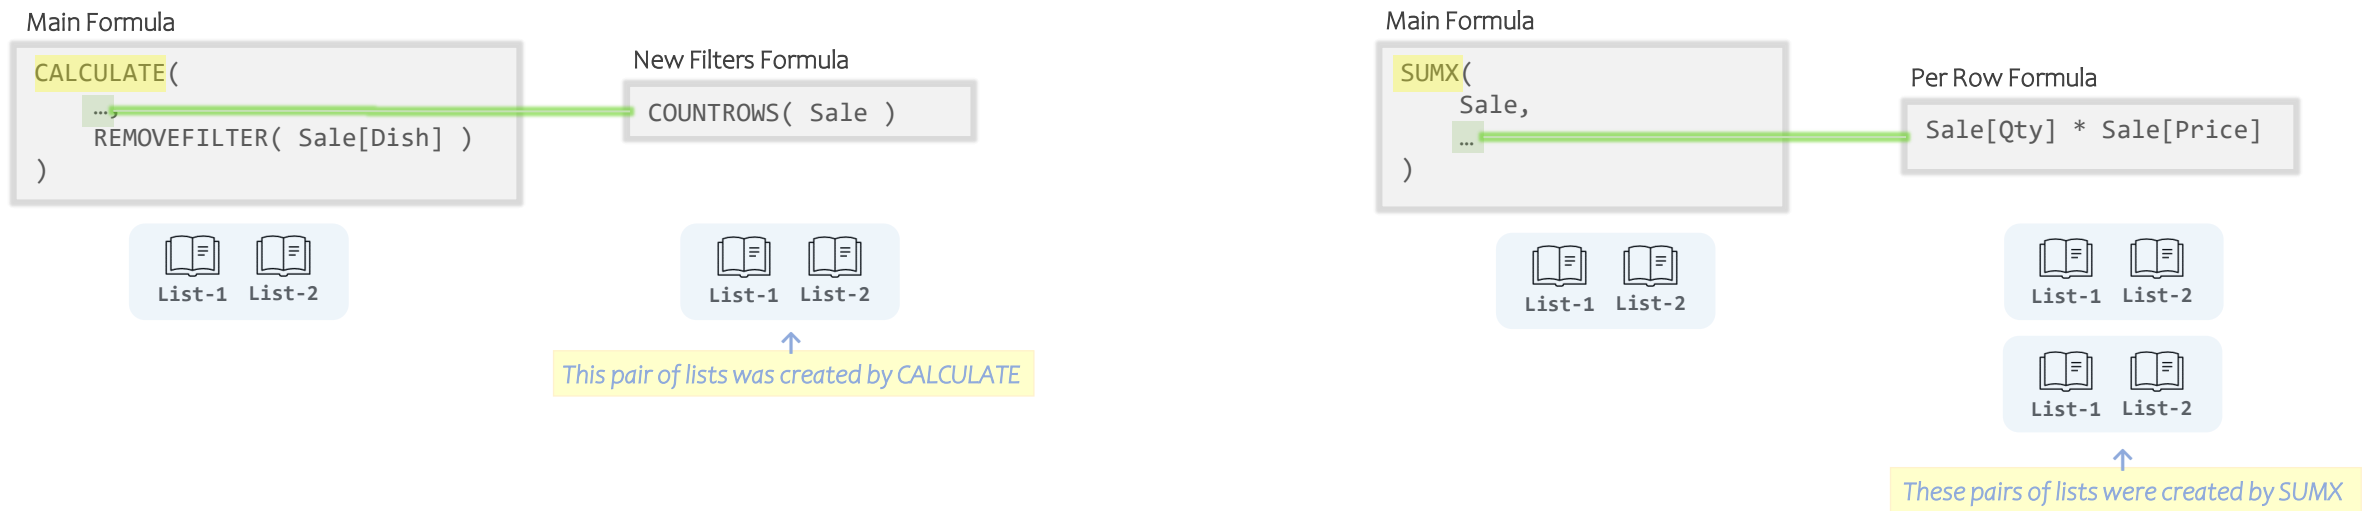 Main Formula
CALCULATE(
…,
REMOVEFILTER( Sale[Dish] )
)
New Filters Formula
COUNTROWS( Sale )
List-1 List-2
List-1 List-2
This pair of lists was created by CALCULATE
Main Formula
SUMX(
Sale,
…
)
Per Row Formula
Sale[Qty] * Sale[Price]
List-1 List-2
List-1 List-2
List-1 List-2
These pairs of lists were created by SUMX